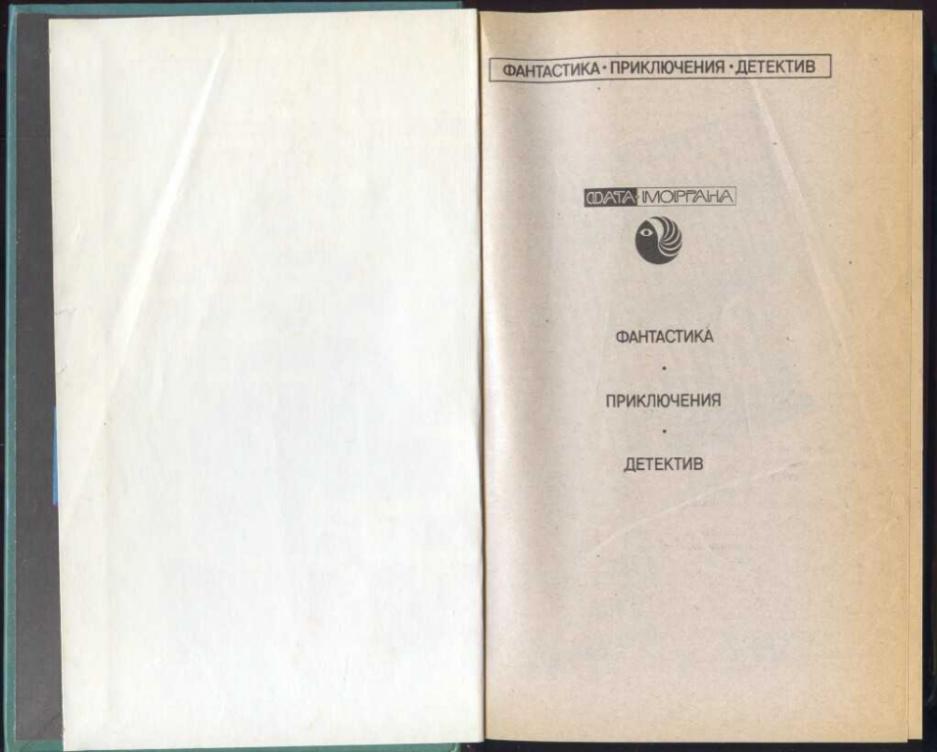 ФАНТАСТИКА·ПРИКЛЮЧЕНИЯ·ДЕТЕКТИВ
ФАТА-МОРГАНА
ФАНТАСТИКА
·
ПРИКЛЮЧЕНИЯ
·
ДЕТЕКТИВ